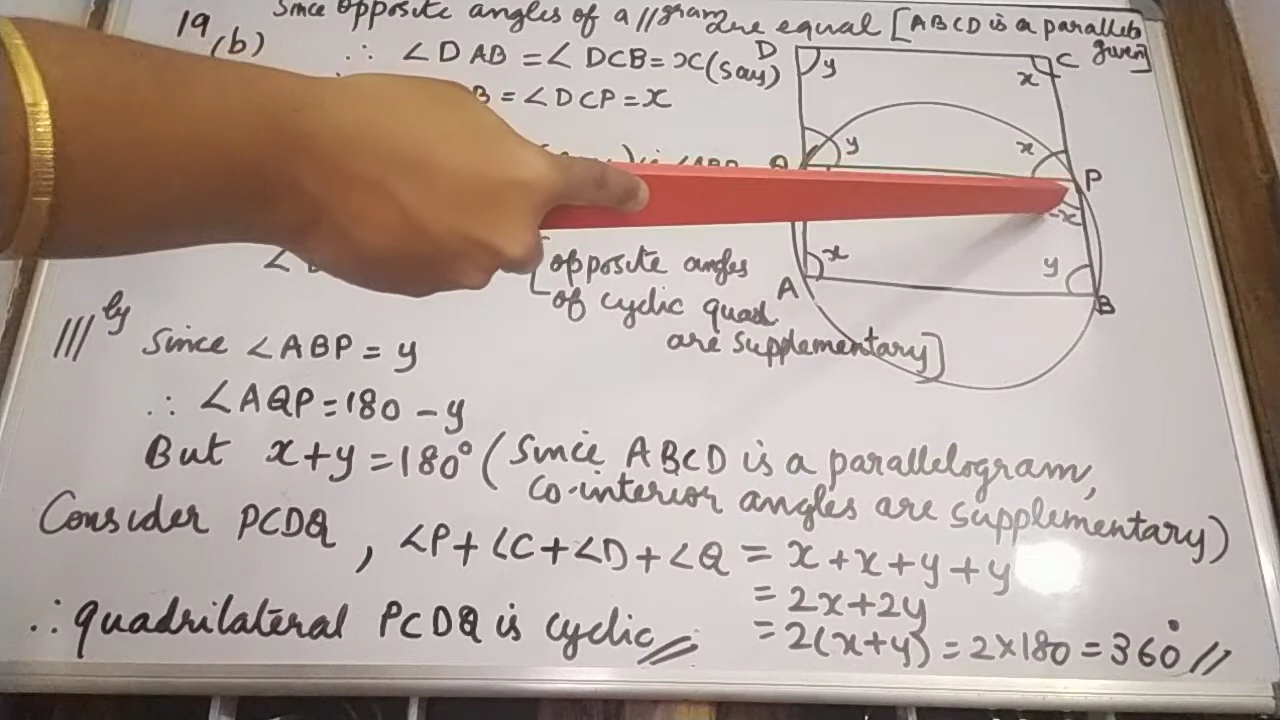 19 (b) Since opposite angles of a //gram are equal [ABCD is a
given]
∴ ∠DAB = ∠DCB = x (say)
B = ∠DCP = x
∠ABP
opposite angles
of cyclic quad.
are supplementary]
|||ly Since ∠ABP = y
∴ ∠AQP = 180 - y
But x + y = 180° (Since ABCD is a parallelogram,
co-interior angles are supplementary)
Consider PCDQ, ∠P + ∠C + ∠D + ∠Q = x + x + y + y
= 2x + 2y
= 2(x + y) = 2 × 180 = 360° //
∴ quadrilateral PCDQ is cyclic //
D
C
y
x
y
x
P
-x
x
y
A
B